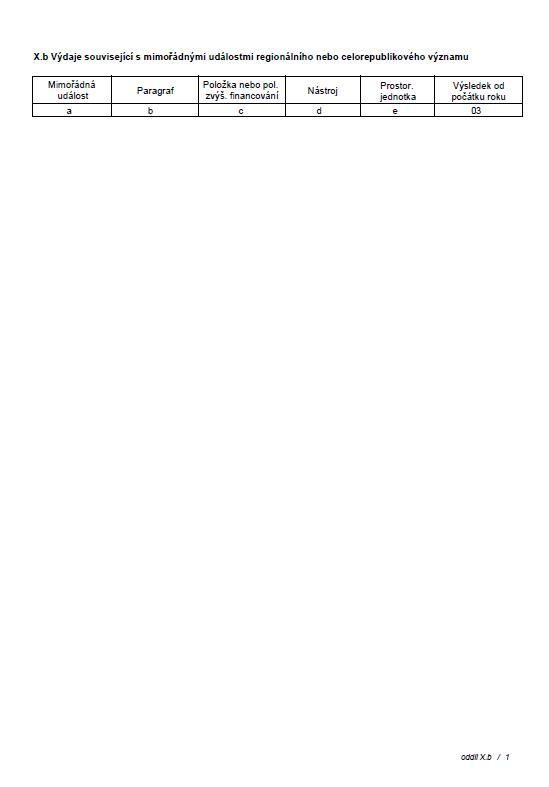 X.b Výdaje související s mimořádnými událostmi regionálního nebo celorepublikového významu
Mimořádná událost Paragraf Položka nebo pol. zvýš. financování Nástroj Prostor. jednotka Výsledek od počátku roku
a b c d e 03
oddíl X.b / 1